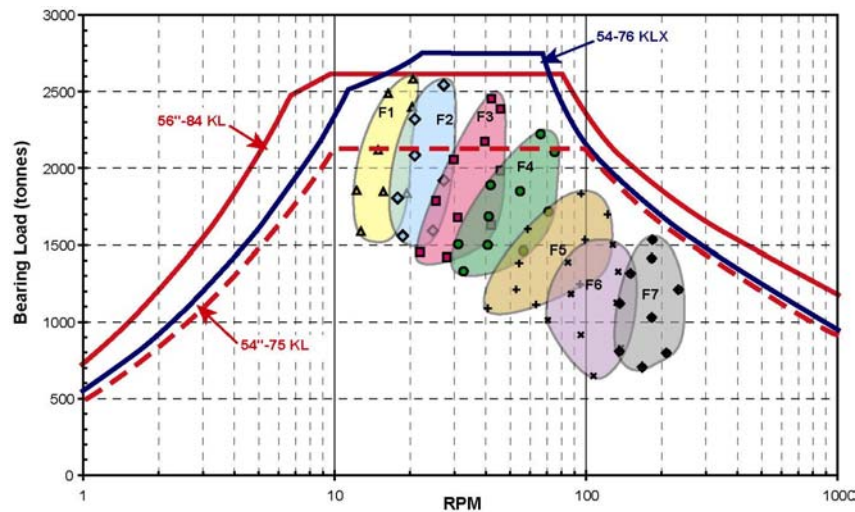 3000
2500
2000
1500
1000
500
0
Bearing Load (tonnes)
1
10
100
1000
RPM
56"-84 KL
54-76 KLX
54"-75 KL
F1
F2
F3
F4
F5
F6
F7